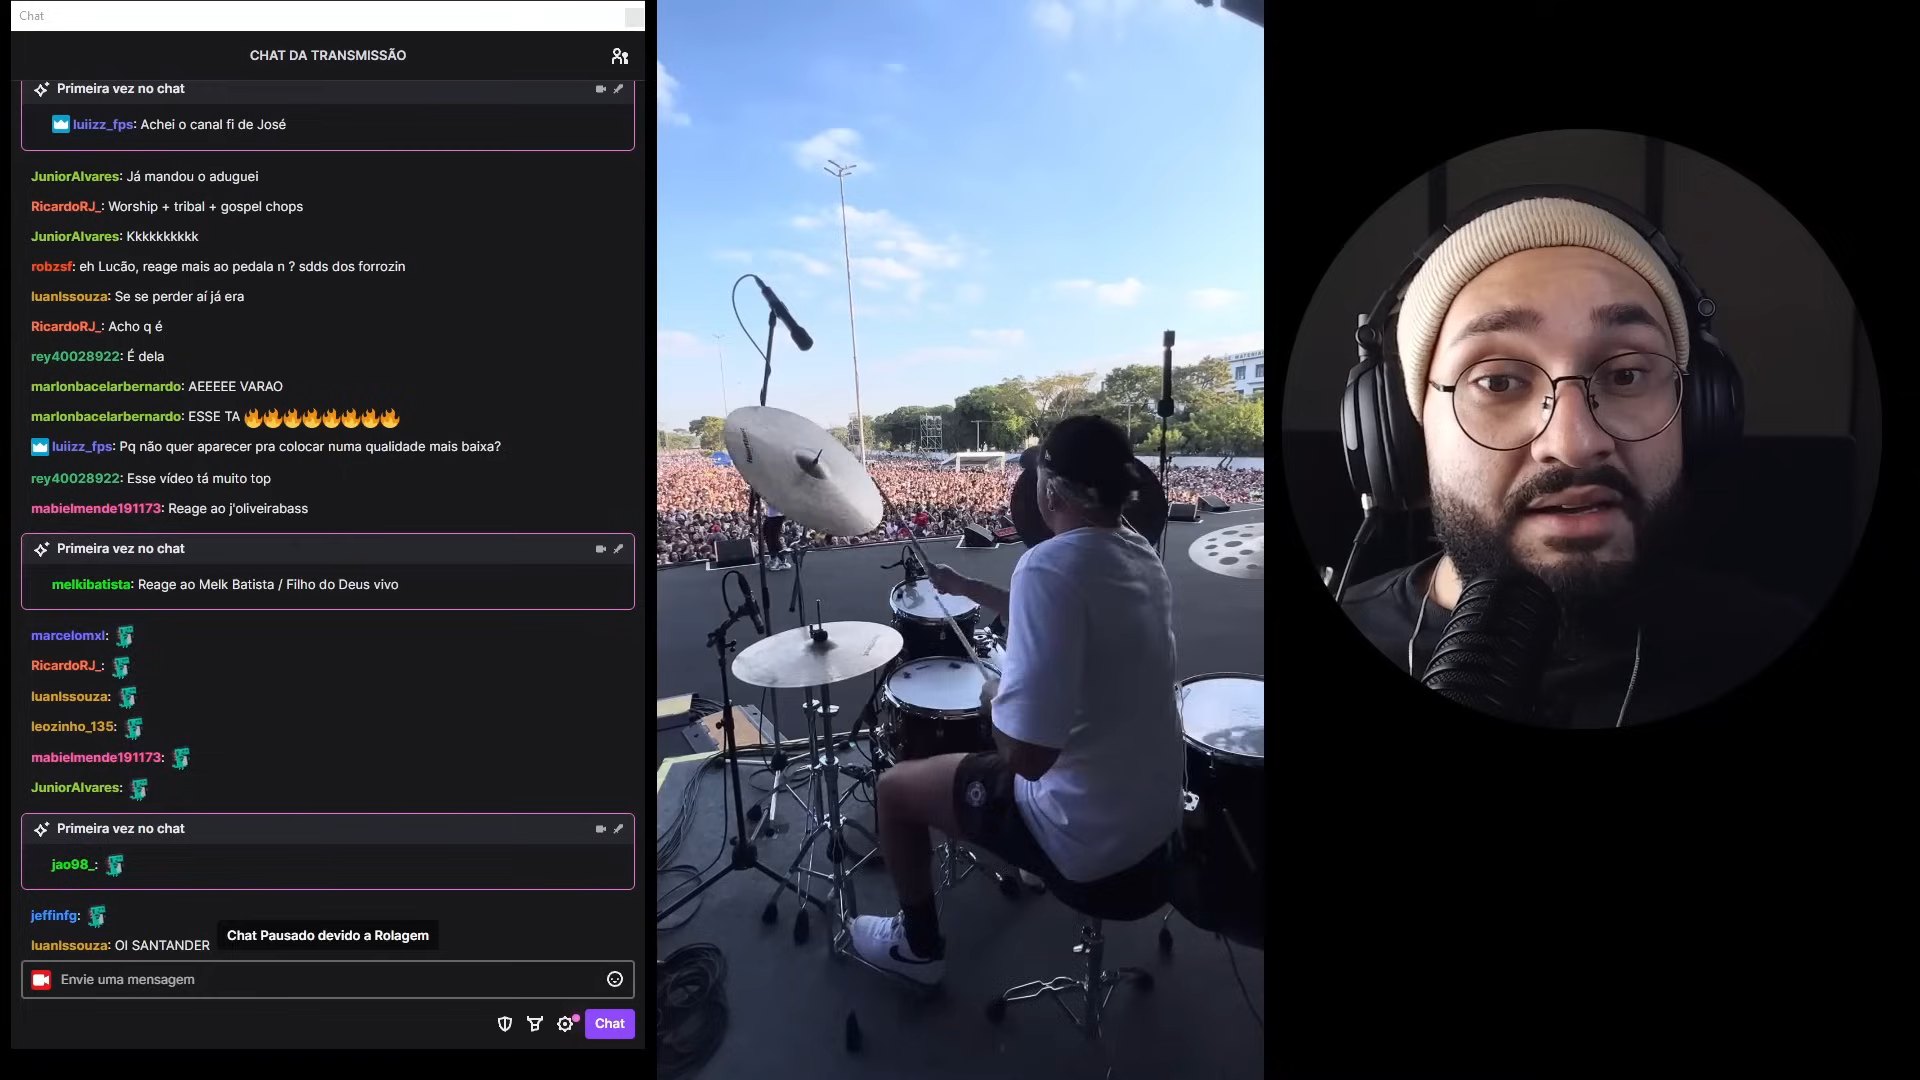 Chat
CHAT DA TRANSMISSÃO
Primeira vez no chat
luiizz_fps: Achei o canal fi de José
JuniorAlvares: Já mandou o aduguei
RicardoRJ_: Worship + tribal + gospel chops
JuniorAlvares: Kkkkkkkkkk
robzsf: eh Lucão, reage mais ao pedala n ? sdds dos forrozin
luanlssouza: Se se perder aí já era
RicardoRJ_: Acho q é
rey40028922: É dela
marlonbacelarbernardo: AEEEEE VARAO
marlonbacelarbernardo: ESSE TA 🔥🔥🔥🔥🔥🔥🔥🔥
luiizz_fps: Pq não quer aparecer pra colocar numa qualidade mais baixa?
rey40028922: Esse vídeo tá muito top
mabielmende191173: Reage ao j'oliveirabass
Primeira vez no chat
melkibatista: Reage ao Melk Batista / Filho do Deus vivo
marcelomxl:
RicardoRJ_:
luanlssouza:
leozinho_135:
mabielmende191173:
JuniorAlvares:
Primeira vez no chat
jao98_:
jeffinfg:
luanlssouza: OI SANTANDER
Chat Pausado devido a Rolagem
Envie uma mensagem
Chat